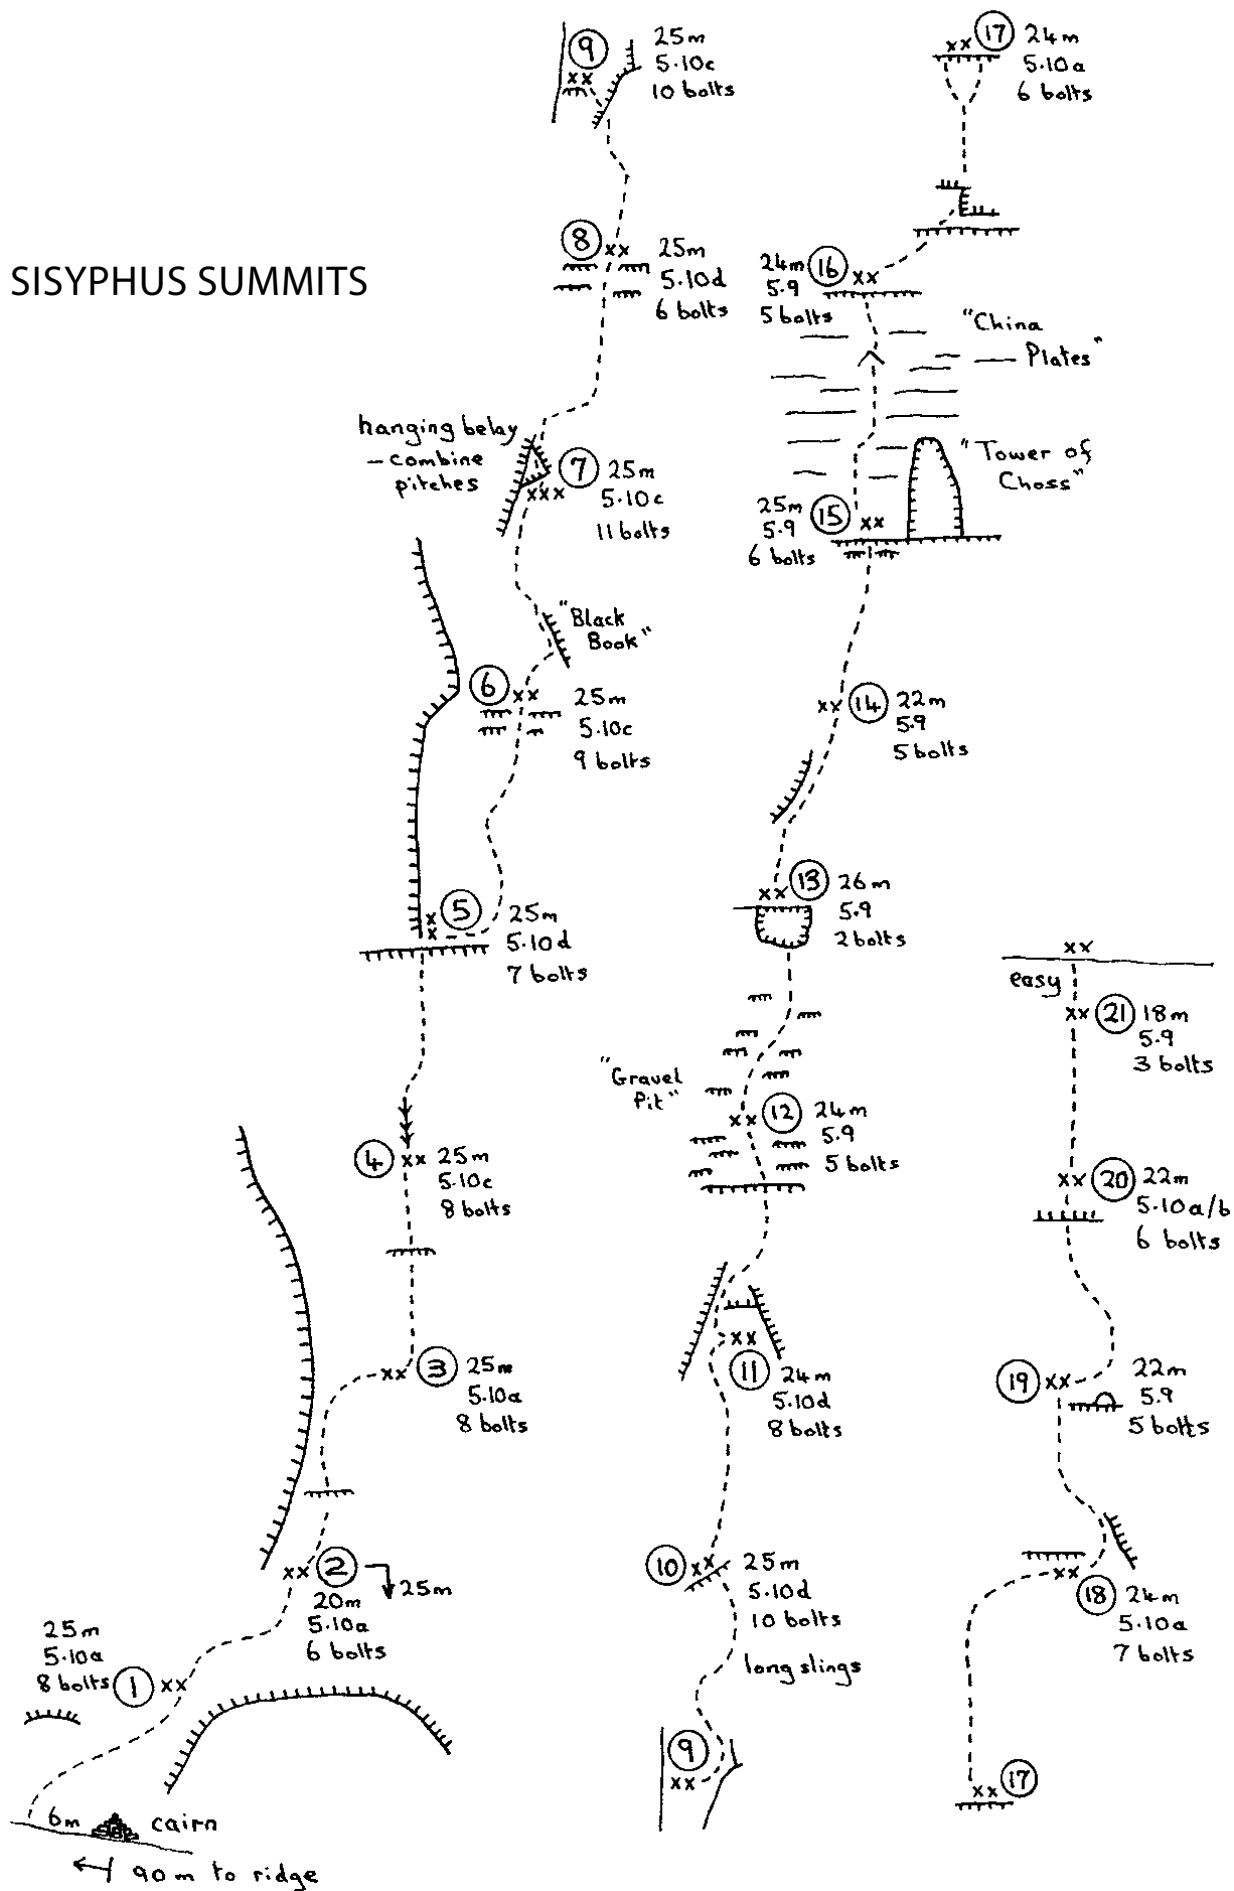 SISYPHUS SUMMITS
9
25m
5.10c
10 bolts
8
25m
5.10d
6 bolts
hanging belay
– combine
pitches
7
25m
5.10c
11 bolts
"Black
Book"
6
25m
5.10c
9 bolts
5
25m
5.10d
7 bolts
4
25m
5.10c
8 bolts
3
25m
5.10a
8 bolts
2
25m
20m
5.10a
6 bolts
25m
5.10a
8 bolts
1
6m
cairn
90m to ridge
17
24m
5.10a
6 bolts
24m
5.9
5 bolts
16
"China
Plates"
"Tower of
Choss"
25m
5.9
6 bolts
15
14
22m
5.9
5 bolts
13
26m
5.9
2 bolts
"Gravel
Pit"
12
24m
5.9
5 bolts
11
24m
5.10d
8 bolts
10
25m
5.10d
10 bolts
long slings
9
easy
21
18m
5.9
3 bolts
20
22m
5.10a/b
6 bolts
19
22m
5.9
5 bolts
18
24m
5.10a
7 bolts
17